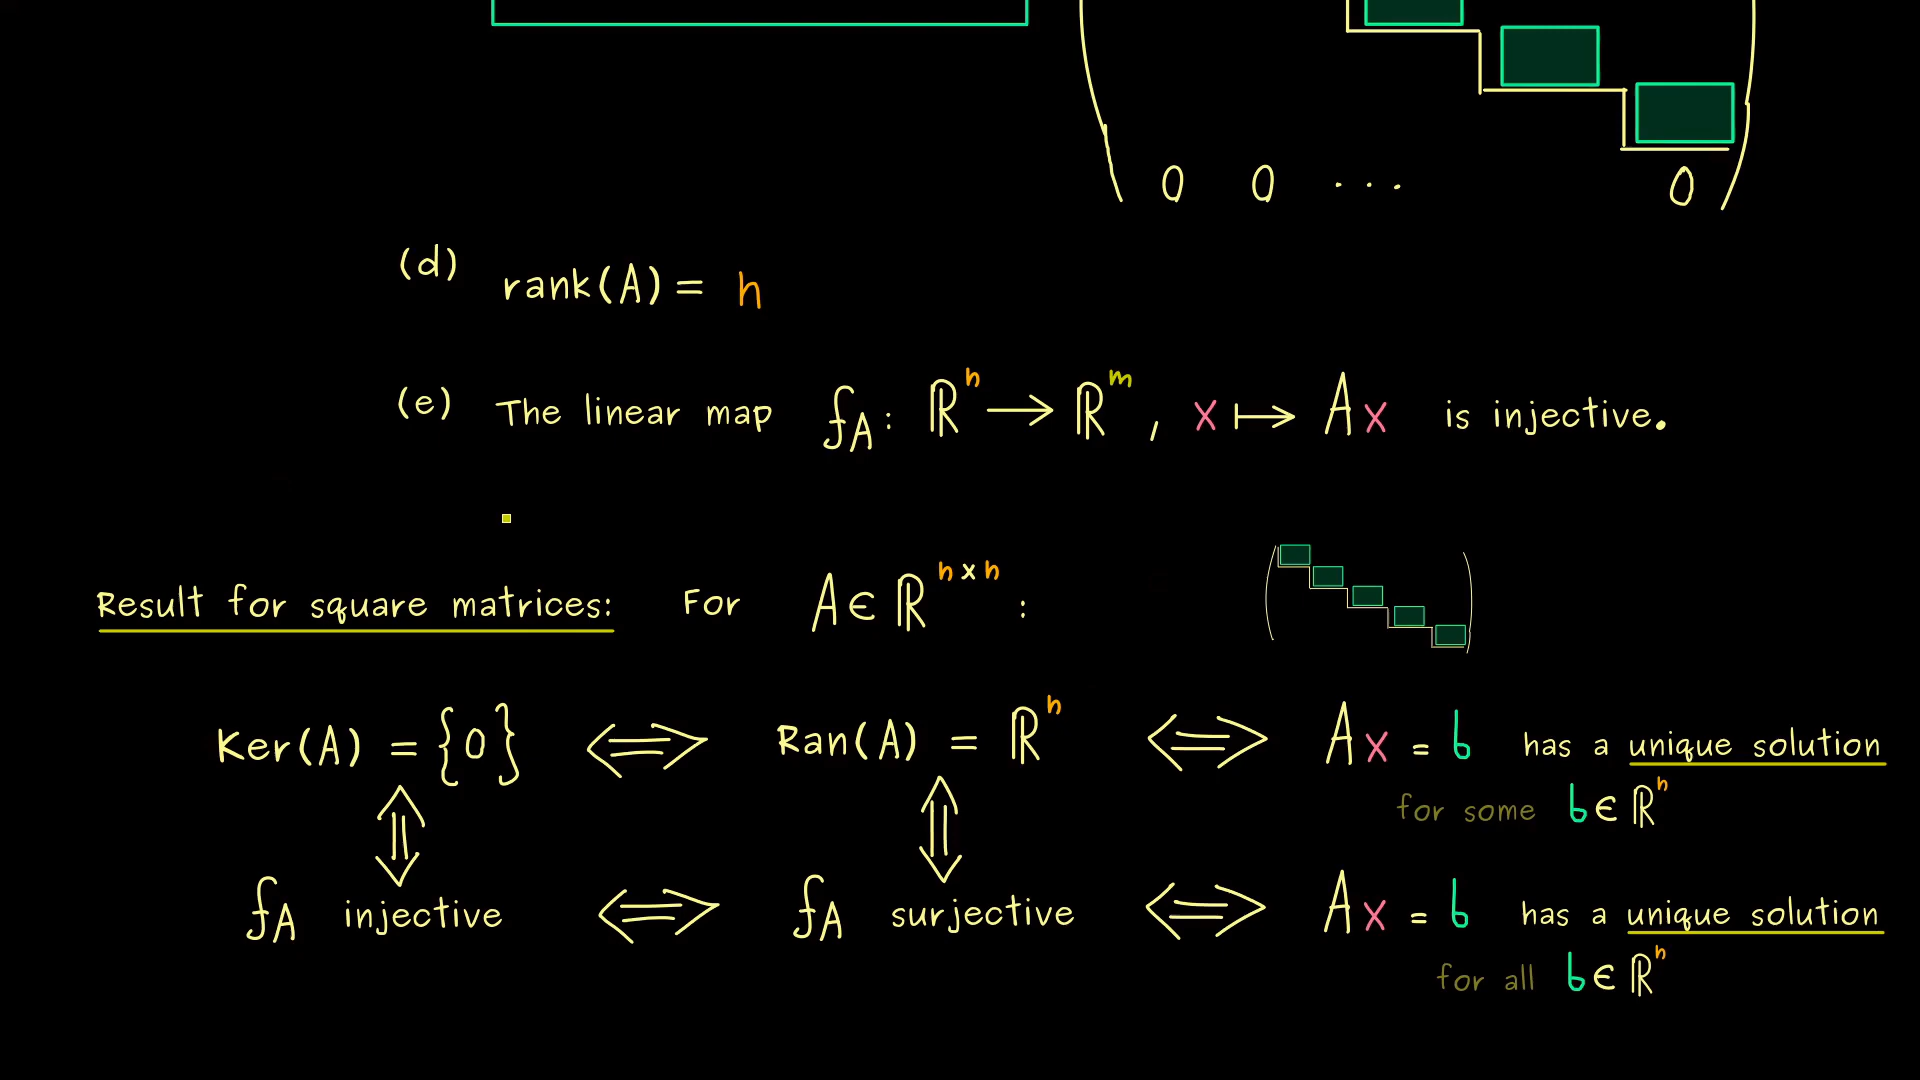 0 0 ... 0
(d) rank(A) = n
(e) The linear map f_A: ℝ^n → ℝ^m, x ↦ Ax is injective.
Result for square matrices: For A ∈ ℝ^{n×n} :
Ker(A) = {0} ⟺ Ran(A) = ℝ^n ⟺ Ax = b has a unique solution
for some b ∈ ℝ^n
⇕ ⇕
f_A injective ⟺ f_A surjective ⟺ Ax = b has a unique solution
for all b ∈ ℝ^n